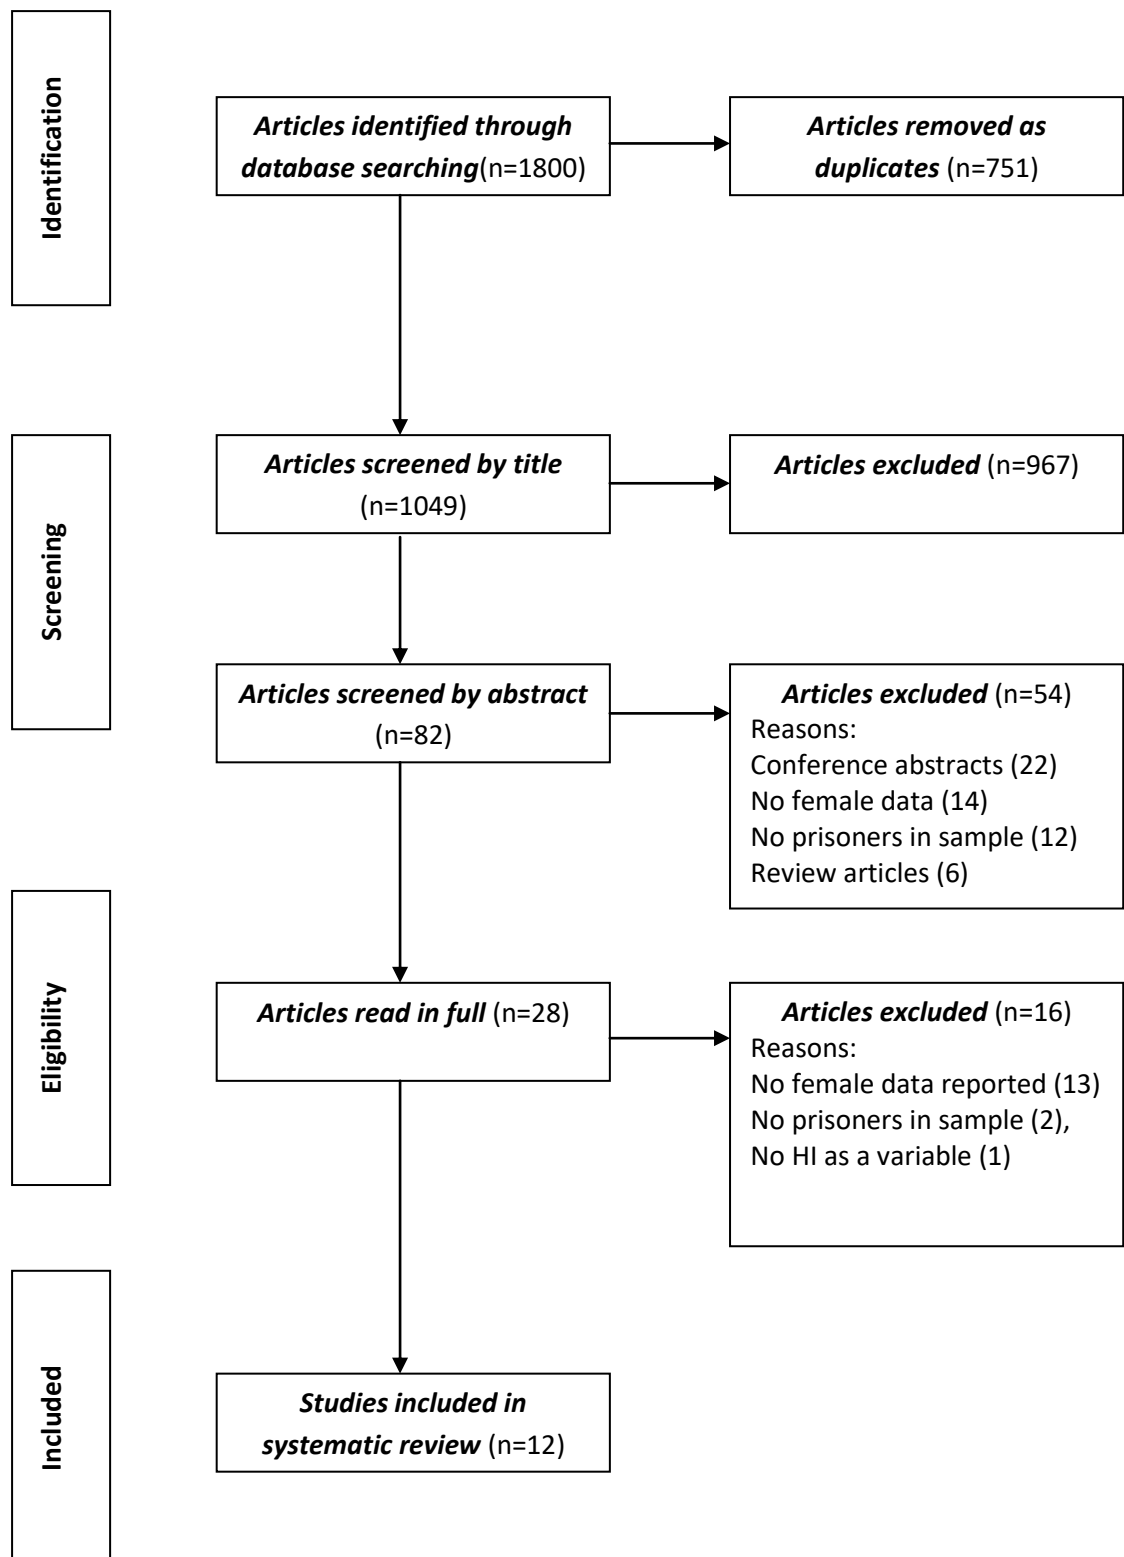 Identification
Articles identified through
database searching(n=1800)
Articles removed as
duplicates (n=751)
Screening
Articles screened by title
(n=1049)
Articles excluded (n=967)
Articles screened by abstract
(n=82)
Articles excluded (n=54)
Reasons:
Conference abstracts (22)
No female data (14)
No prisoners in sample (12)
Review articles (6)
Eligibility
Articles read in full (n=28)
Articles excluded (n=16)
Reasons:
No female data reported (13)
No prisoners in sample (2),
No HI as a variable (1)
Included
Studies included in
systematic review (n=12)